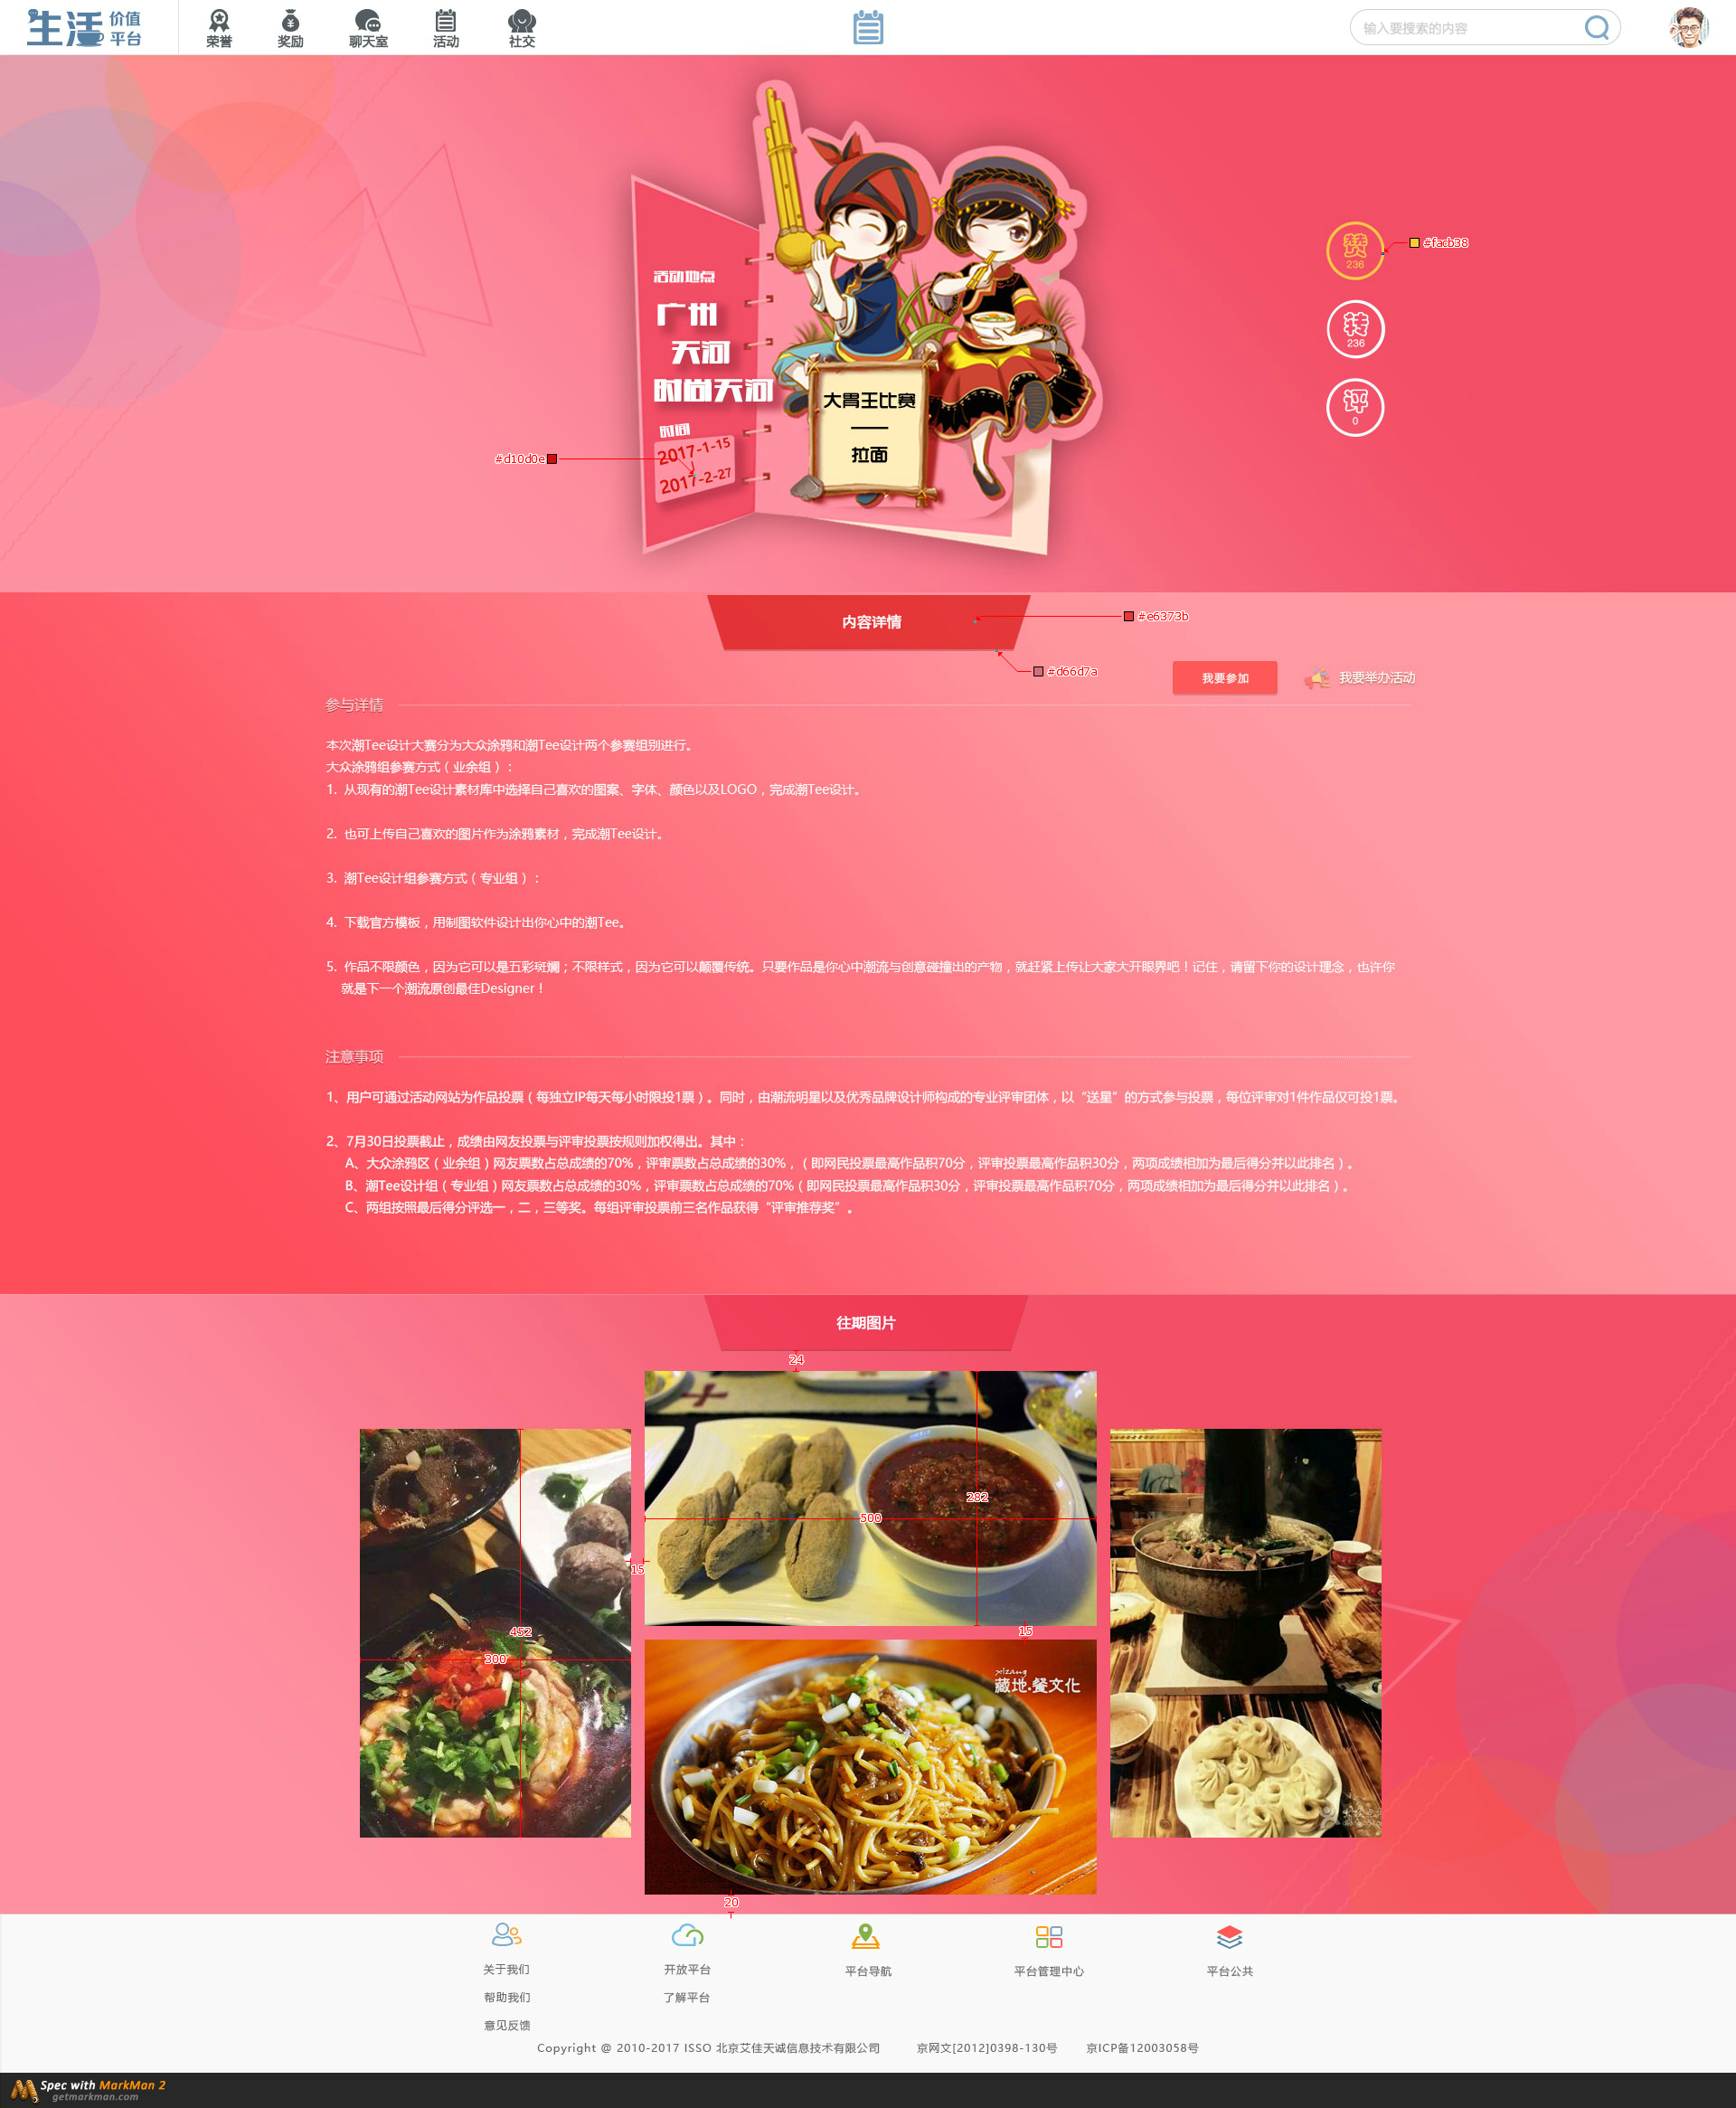 生活 价值
平台
荣誉
奖励
聊天室
活动
社交
输入要搜索的内容
活动地点
广州
天河
时尚天河
时间
2017-1-15
2017-2-27
大胃王比赛
拉面
赞
236
转
236
评
0
#facb38
#d10d0e
内容详情
#e6373b
#d66d7a
我要参加
我要举办活动
参与详情
本次潮Tee设计大赛分为大众涂鸦和潮Tee设计两个参赛组别进行。
大众涂鸦组参赛方式（业余组）：
1. 从现有的潮Tee设计素材库中选择自己喜欢的图案、字体、颜色以及LOGO，完成潮Tee设计。
2. 也可上传自己喜欢的图片作为涂鸦素材，完成潮Tee设计。
3. 潮Tee设计组参赛方式（专业组）：
4. 下载官方模板，用制图软件设计出你心中的潮Tee。
5. 作品不限颜色，因为它可以是五彩斑斓；不限样式，因为它可以颠覆传统。只要作品是你心中潮流与创意碰撞出的产物，就赶紧上传让大家大开眼界吧！记住，请留下你的设计理念，也许你
就是下一个潮流原创最佳Designer！
注意事项
1、用户可通过活动网站为作品投票（每独立IP每天每小时限投1票）。同时，由潮流明星以及优秀品牌设计师构成的专业评审团体，以“送星”的方式参与投票，每位评审对1件作品仅可投1票。
2、7月30日投票截止，成绩由网友投票与评审投票按规则加权得出。其中：
A、大众涂鸦区（业余组）网友票数占总成绩的70%，评审票数占总成绩的30%，（即网民投票最高作品积70分，评审投票最高作品积30分，两项成绩相加为最后得分并以此排名）。
B、潮Tee设计组（专业组）网友票数占总成绩的30%，评审票数占总成绩的70%（即网民投票最高作品积30分，评审投票最高作品积70分，两项成绩相加为最后得分并以此排名）。
C、两组按照最后得分评选一，二，三等奖。每组评审投票前三名作品获得“评审推荐奖”。
往期图片
24
282
500
15
452
300
15
xizang
藏地.餐文化
20
关于我们
开放平台
平台导航
平台管理中心
平台公共
帮助我们
了解平台
意见反馈
Copyright @ 2010-2017 ISSO 北京艾佳天诚信息技术有限公司 京网文[2012]0398-130号 京ICP备12003058号
Spec with MarkMan 2
getmarkman.com